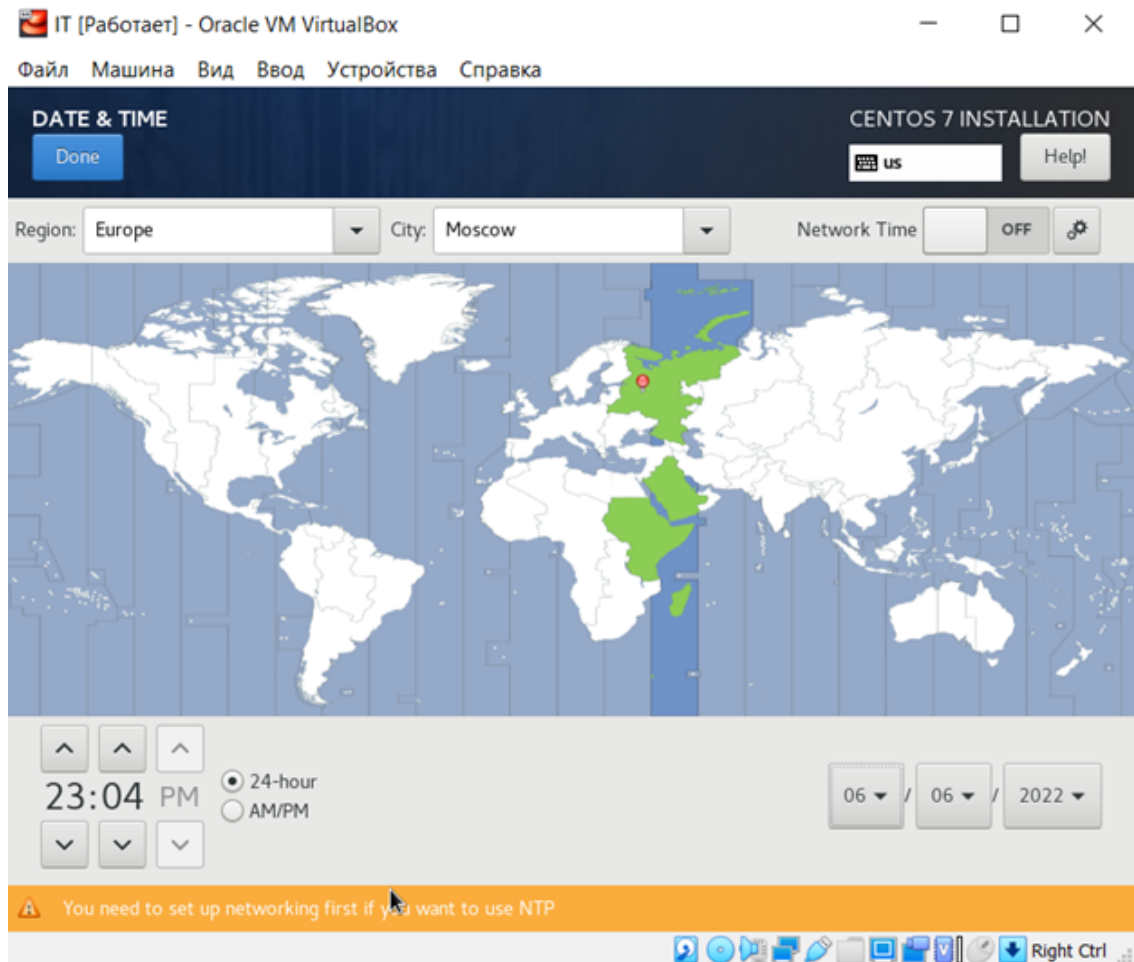 IT [Работает] - Oracle VM VirtualBox
Файл Машина Вид Ввод Устройства Справка
DATE & TIME
CENTOS 7 INSTALLATION
Done
us
Help!
Region: Europe City: Moscow Network Time OFF
23:04 PM
24-hour
AM/PM
06 / 06 / 2022
You need to set up networking first if you want to use NTP
Right Ctrl